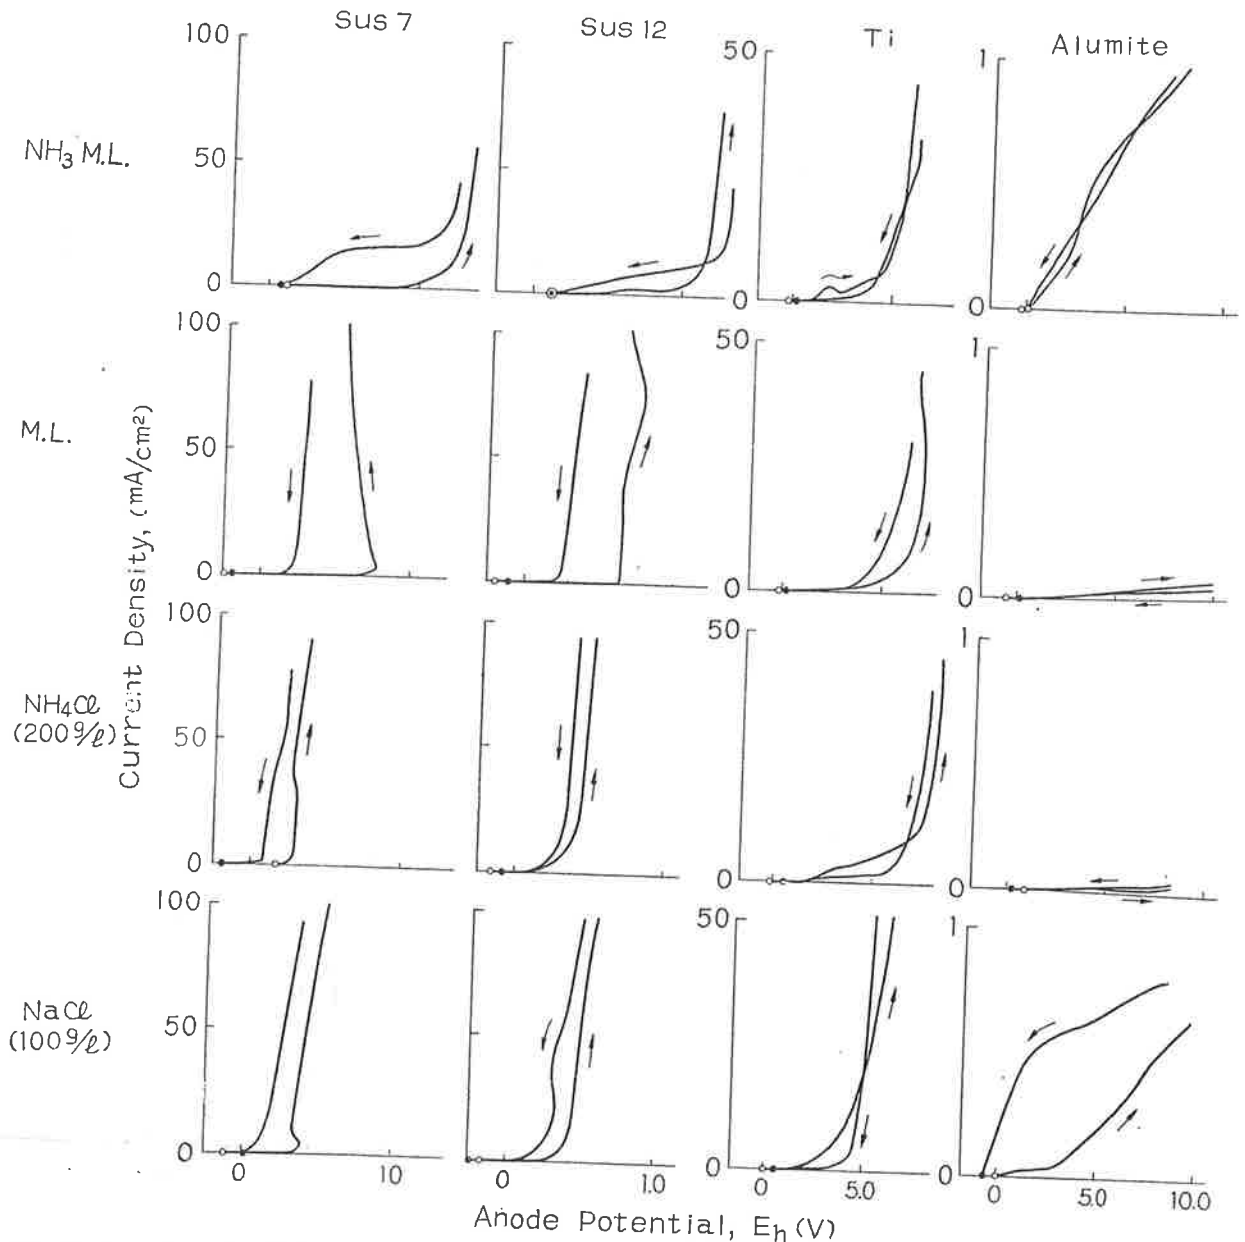 Sus 7 Sus 12 Ti Alumite
100 50 1
NH₃ M.L.
50
0 0 0
100 50 1
M.L.
50
0 0 0
Current Density, (mA/cm²)
50 1
NH₄Cl
(200g/l)
50
0 0 0
100 50 1
NaCl
(100g/l)
50
0 0 0
0 10 0 1.0 0 5.0 0 5.0 10.0
Anode Potential, Eh (V)